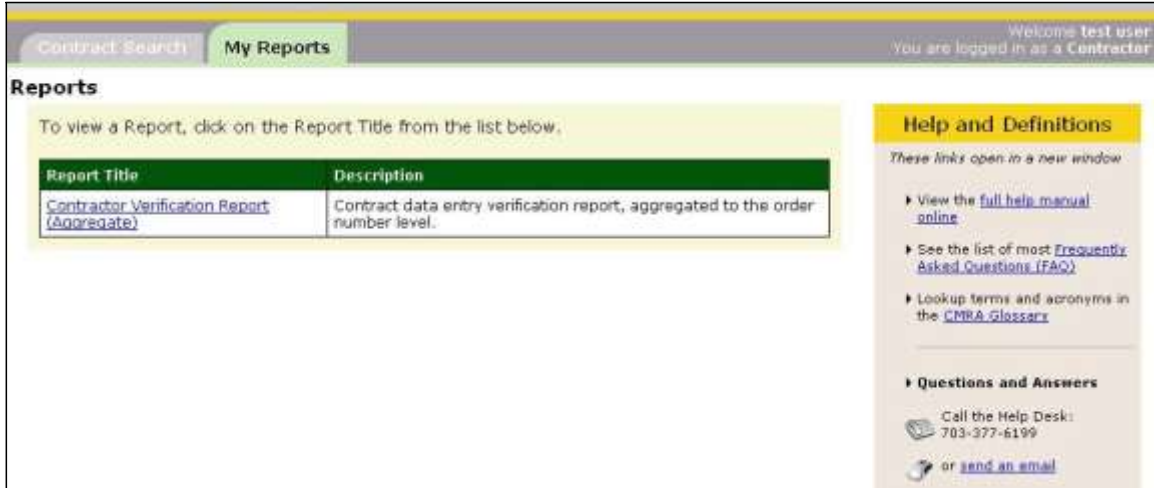 Contract Search
My Reports
Welcome test user
You are logged in as a Contractor
Reports
To view a Report, click on the Report Title from the list below.
Report Title Description
Contractor Verification Report
(Aggregate)
Contract data entry verification report, aggregated to the order
number level.
Help and Definitions
These links open in a new window
View the full help manual
online
See the list of most Frequently
Asked Questions (FAQ)
Lookup terms and acronyms in
the CMRA Glossary
Questions and Answers
Call the Help Desk:
703-377-6199
or send an email